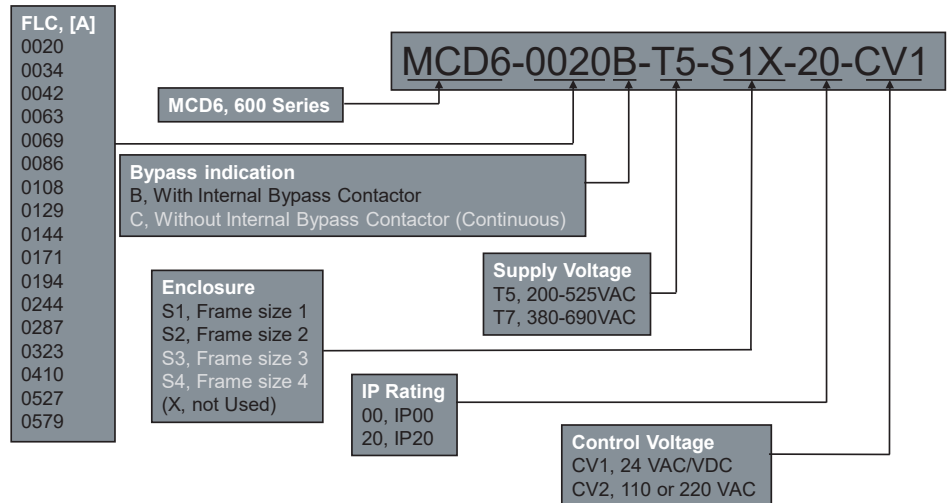 FLC, [A]
0020
0034
0042
0063
0069
0086
0108
0129
0144
0171
0194
0244
0287
0323
0410
0527
0579
MCD6-0020B-T5-S1X-20-CV1
MCD6, 600 Series
Bypass indication
B, With Internal Bypass Contactor
C, Without Internal Bypass Contactor (Continuous)
Supply Voltage
T5, 200-525VAC
T7, 380-690VAC
Enclosure
S1, Frame size 1
S2, Frame size 2
S3, Frame size 3
S4, Frame size 4
(X, not Used)
IP Rating
00, IP00
20, IP20
Control Voltage
CV1, 24 VAC/VDC
CV2, 110 or 220 VAC